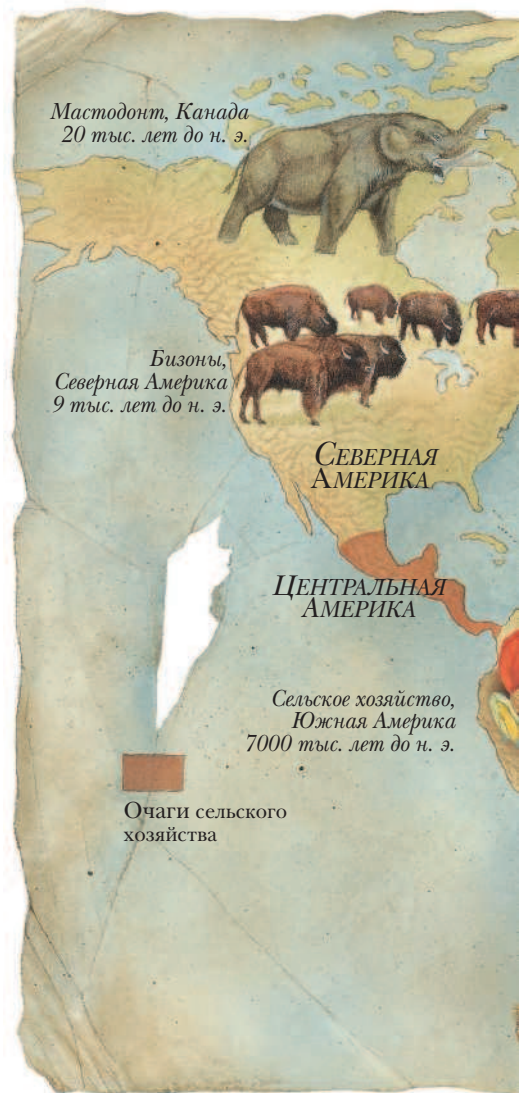 Мастодонт, Канада
20 тыс. лет до н. э.
Бизоны,
Северная Америка
9 тыс. лет до н. э.
СЕВЕРНАЯ
АМЕРИКА
ЦЕНТРАЛЬНАЯ
АМЕРИКА
Сельское хозяйство,
Южная Америка
7000 тыс. лет до н. э.
Очаги сельского
хозяйства